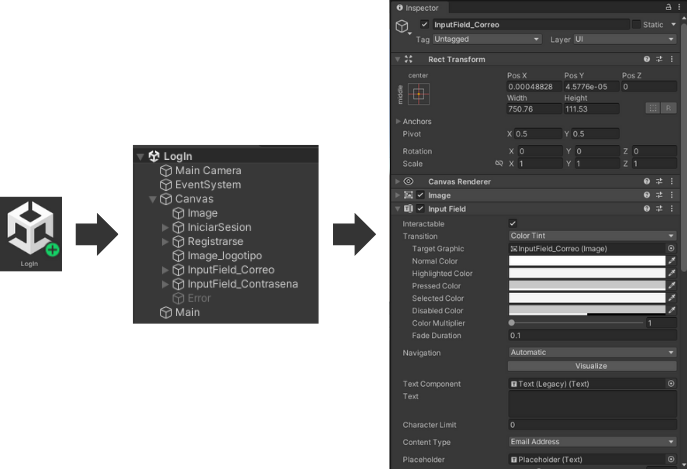 LogIn
LogIn
Main Camera
EventSystem
Canvas
Image
IniciarSesion
Registrarse
Image_logotipo
InputField_Correo
InputField_Contrasena
Error
Main
Inspector
InputField_Correo Static
Tag Untagged Layer UI
Rect Transform
center Pos X Pos Y Pos Z
middle 0.00048828 4.5776e-05 0
Width Height
750.76 111.53 R
Anchors
Pivot X 0.5 Y 0.5
Rotation X 0 Y 0 Z 0
Scale X 1 Y 1 Z 1
Canvas Renderer
Image
Input Field
Interactable
Transition Color Tint
Target Graphic InputField_Correo (Image)
Normal Color
Highlighted Color
Pressed Color
Selected Color
Disabled Color
Color Multiplier 1
Fade Duration 0.1
Navigation Automatic
Visualize
Text Component Text (Legacy) (Text)
Text
Character Limit 0
Content Type Email Address
Placeholder Placeholder (Text)